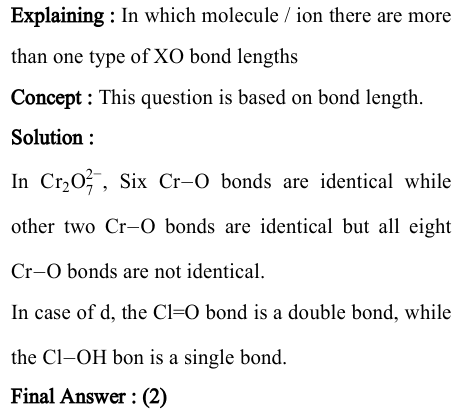 Explaining : In which molecule / ion there are more
than one type of XO bond lengths
Concept : This question is based on bond length.
Solution :
In Cr₂O₇²⁻, Six Cr–O bonds are identical while
other two Cr–O bonds are identical but all eight
Cr–O bonds are not identical.
In case of d, the Cl=O bond is a double bond, while
the Cl–OH bon is a single bond.
Final Answer : (2)